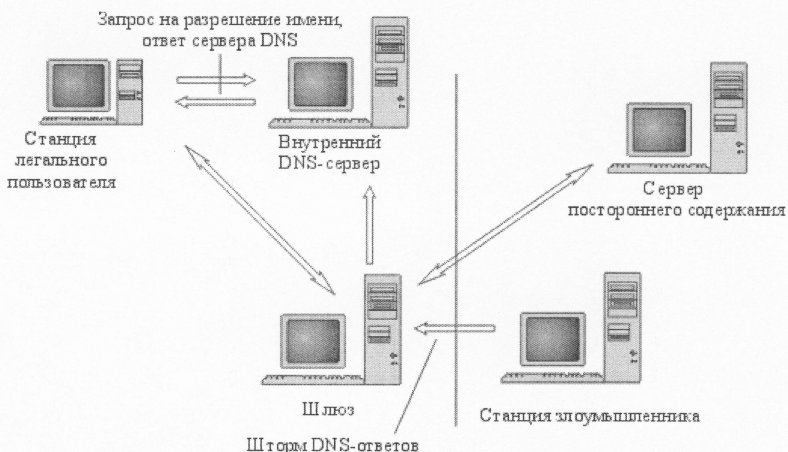 Запрос на разрешение имени,
ответ сервера DNS
Станция
легального
пользователя
Внутренний
DNS-сервер
Сервер
постороннего содержания
Шлюз
Станция злоумышленника
Шторм DNS-ответов